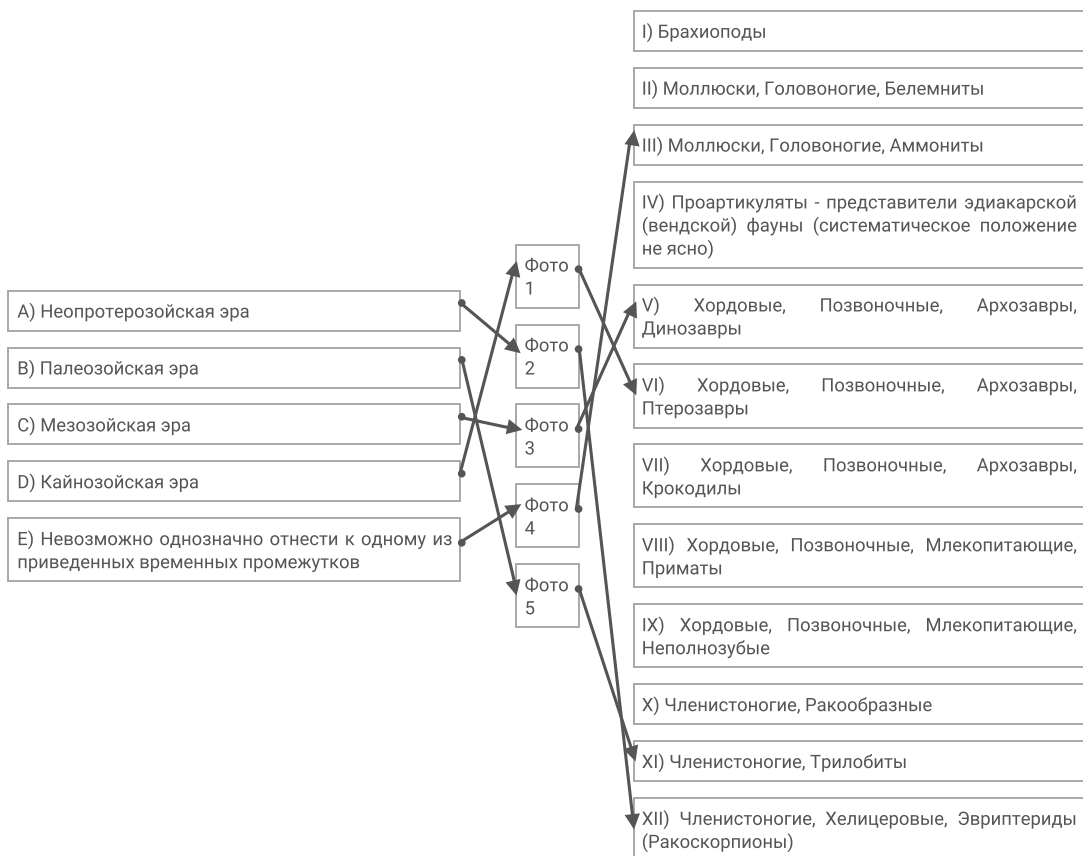 А) Неопротерозойская эра
В) Палеозойская эра
С) Мезозойская эра
D) Кайнозойская эра
Е) Невозможно однозначно отнести к одному из
приведенных временных промежутков
Фото
1
Фото
2
Фото
3
Фото
4
Фото
5
I) Брахиоподы
II) Моллюски, Головоногие, Белемниты
III) Моллюски, Головоногие, Аммониты
IV) Проартикуляты - представители эдиакарской
(вендской) фауны (систематическое положение
не ясно)
V) Хордовые, Позвоночные, Архозавры,
Динозавры
VI) Хордовые, Позвоночные, Архозавры,
Птерозавры
VII) Хордовые, Позвоночные, Архозавры,
Крокодилы
VIII) Хордовые, Позвоночные, Млекопитающие,
Приматы
IX) Хордовые, Позвоночные, Млекопитающие,
Неполнозубые
X) Членистоногие, Ракообразные
XI) Членистоногие, Трилобиты
XII) Членистоногие, Хелицеровые, Эвриптериды
(Ракоскорпионы)